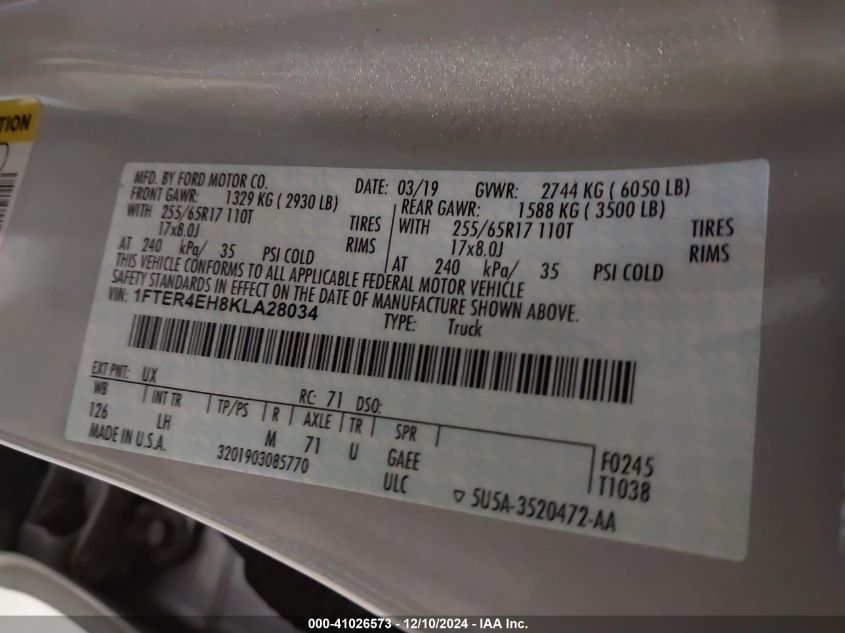 TION
MFD. BY FORD MOTOR CO.
DATE: 03/19 GVWR: 2744 KG ( 6050 LB)
FRONT GAWR: 1329 KG ( 2930 LB) REAR GAWR: 1588 KG ( 3500 LB)
WITH 255/65R17 110T TIRES WITH 255/65R17 110T TIRES
17x8.0J RIMS 17x8.0J RIMS
AT 240 kPa/ 35 PSI COLD AT 240 kPa/ 35 PSI COLD
THIS VEHICLE CONFORMS TO ALL APPLICABLE FEDERAL MOTOR VEHICLE
SAFETY STANDARDS IN EFFECT ON THE DATE OF MANUFACTURE SHOWN ABOVE.
VIN: 1FTER4EH8KLA28034
TYPE: Truck
EXT PNT: UX RC: 71 DSO:
WB INT TR TP/PS R AXLE TR SPR
126 LH M 71 U GAEE F0245
MADE IN U.S.A. 3201903085770 ULC T1038
5U5A-3520472-AA
000-41026573 - 12/10/2024 - IAA Inc.